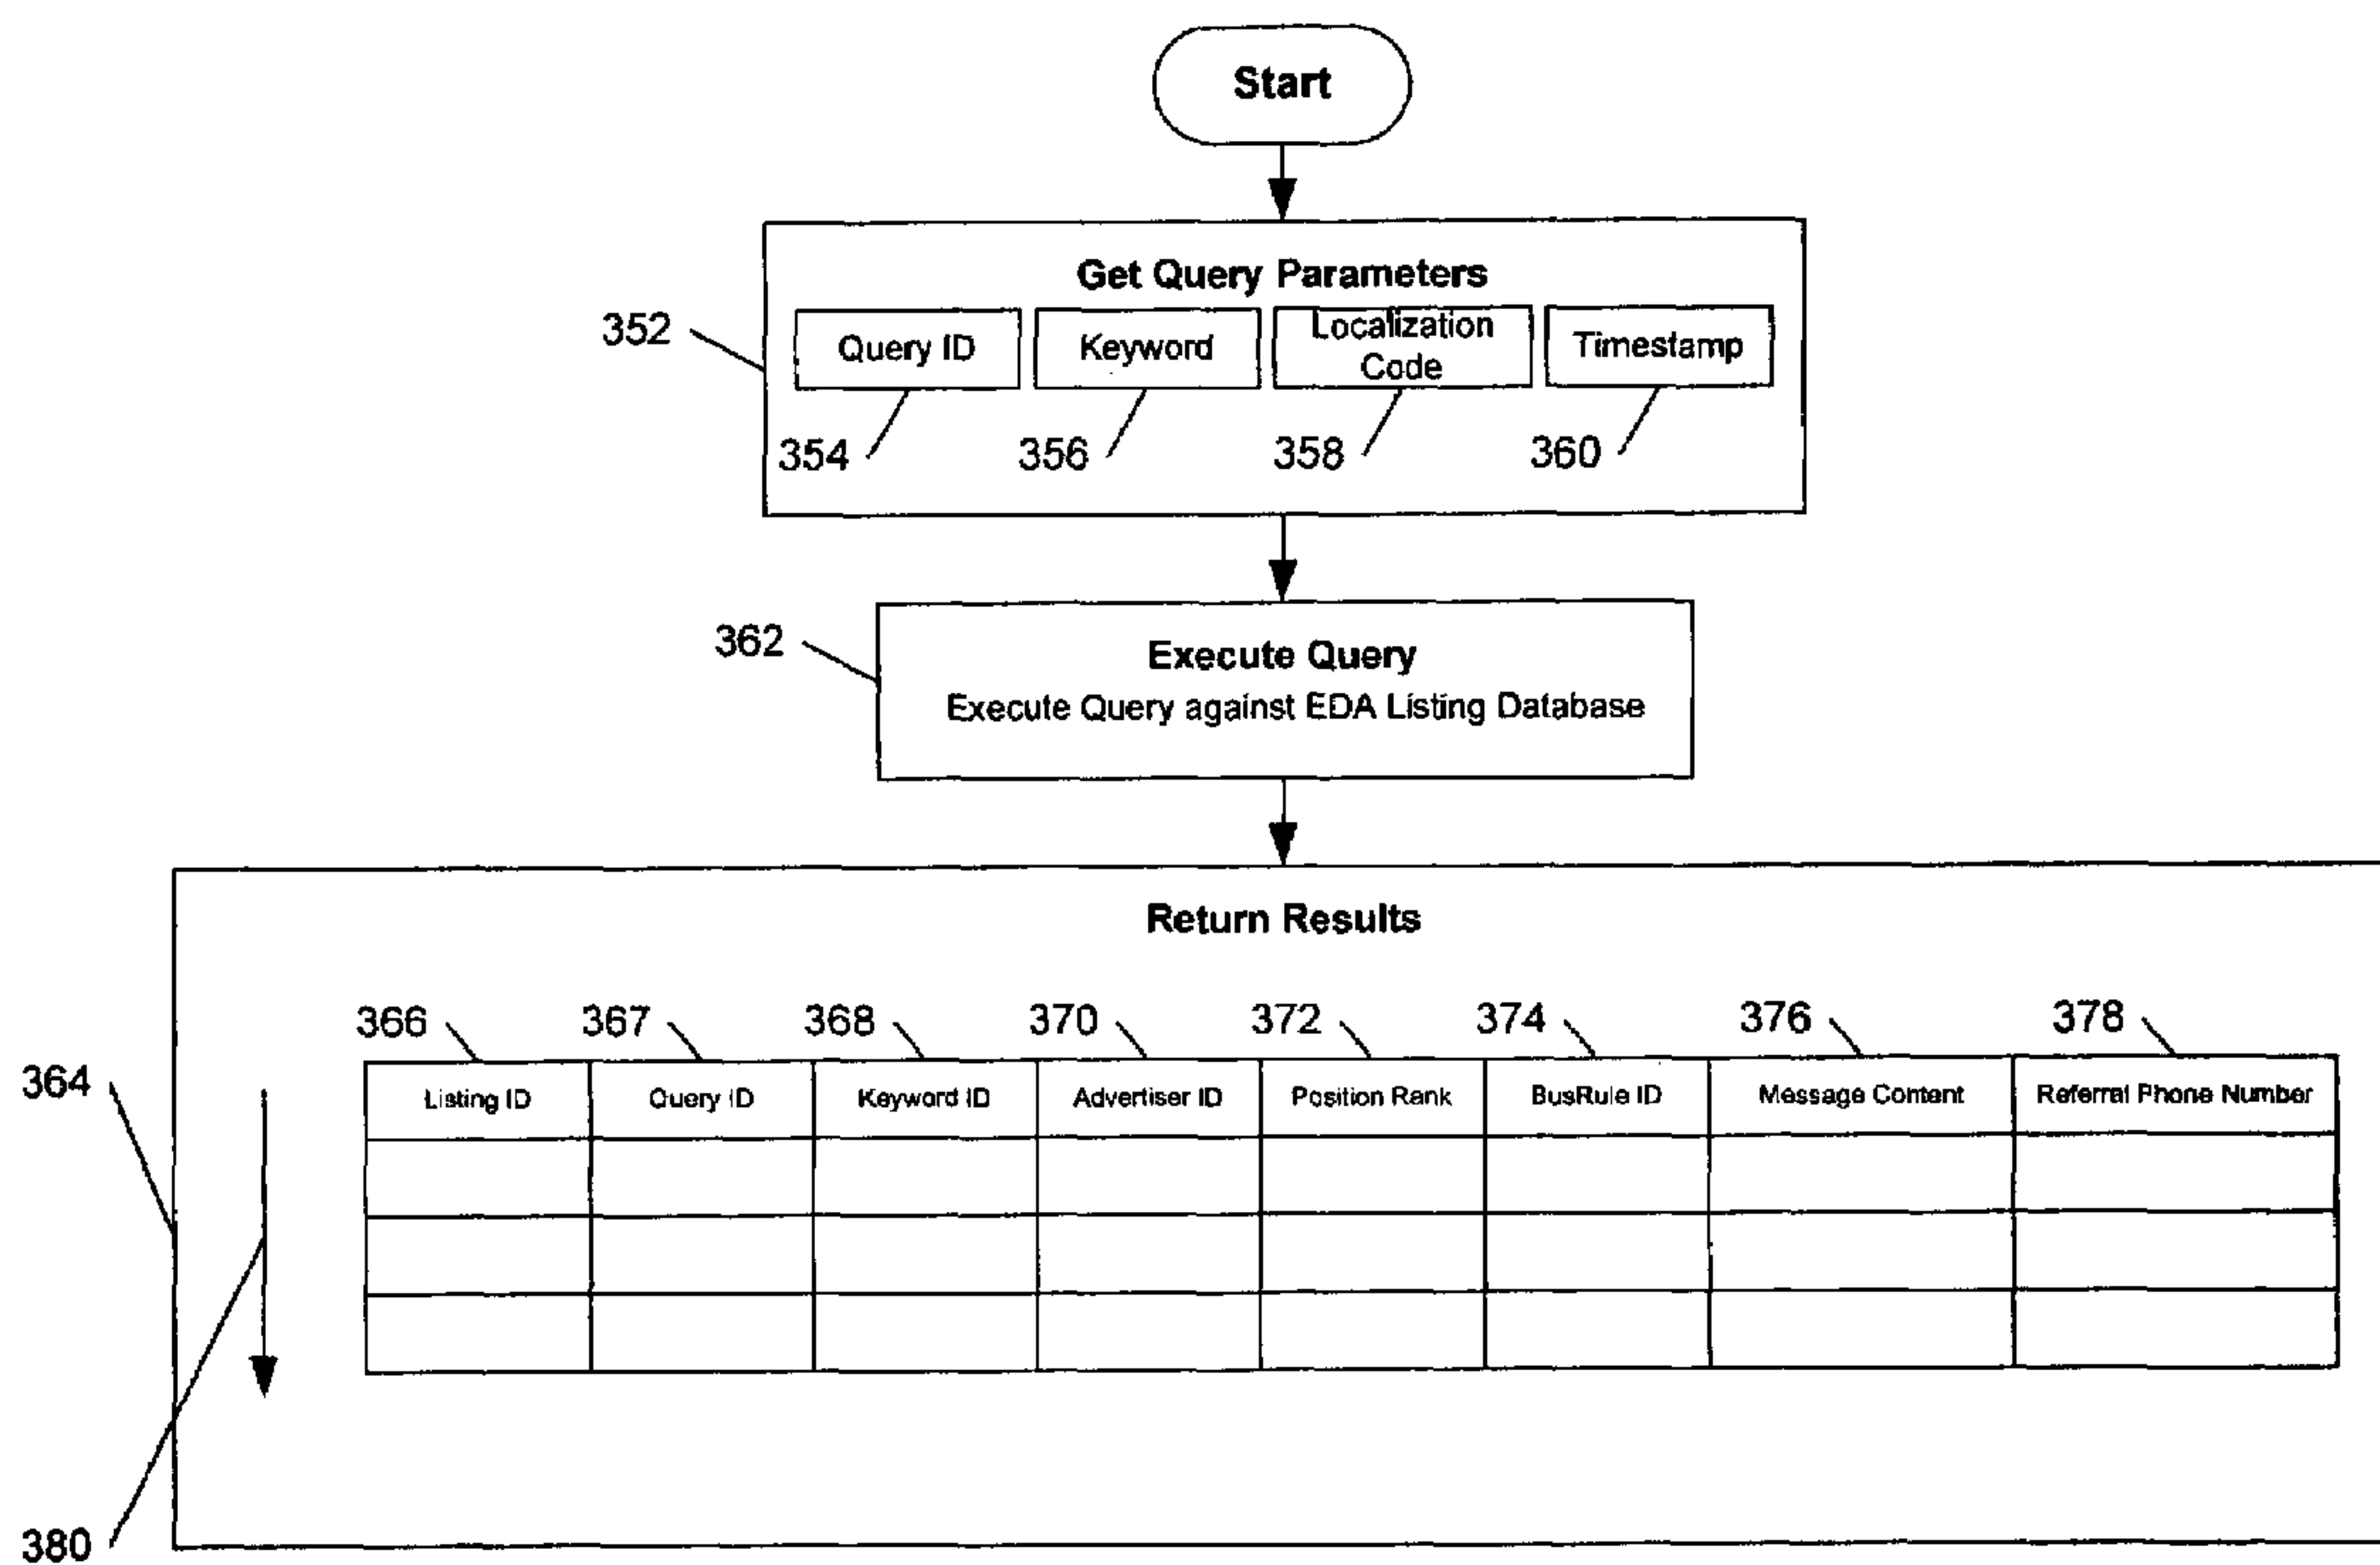 Start
Get Query Parameters
352
Query ID
Keyword
Localization
Code
Timestamp
354
356
358
360
362
Execute Query
Execute Query against EDA Listing Database
Return Results
366
367
368
370
372
374
376
378
364
Listing ID
Query ID
Keyword ID
Advertiser ID
Position Rank
BusRule ID
Message Content
Referral Phone Number
380